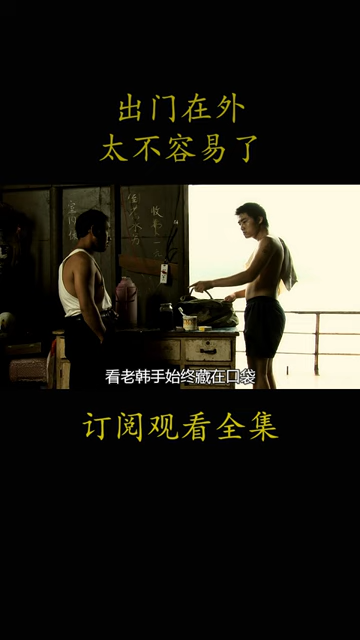 出门在外
太不容易了
看老韩手始终藏在口袋
订阅观看全集